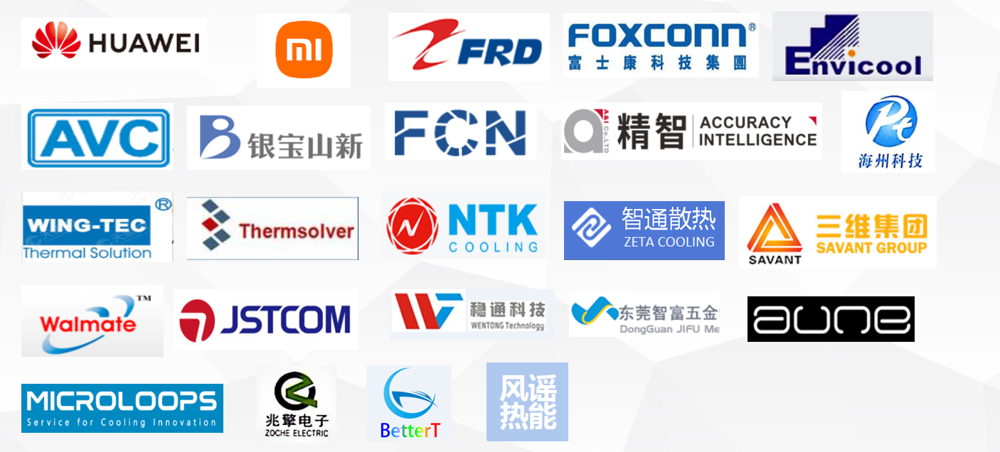 HUAWEI
mi
FRD
FOXCONN®
富士康科技集團
Envicool
AVC
银宝山新
FCN
a
A&I Co.LTD
精智
ACCURACY
INTELLIGENCE
Pt
海州科技
WING-TEC®
Thermal Solution
Thermsolver
N
NTK
COOLING
智通散热
ZETA COOLING
SAVANT
三维集团
SAVANT GROUP
Walmate™
JSTCOM
稳通科技
WENTONG Technology
东莞智富五金
DongGuan JIFU Me
aune
MICROLOOPS
Service for Cooling Innovation
兆擎电子
ZOCHE ELECTRIC
BetterT
风谣
热能